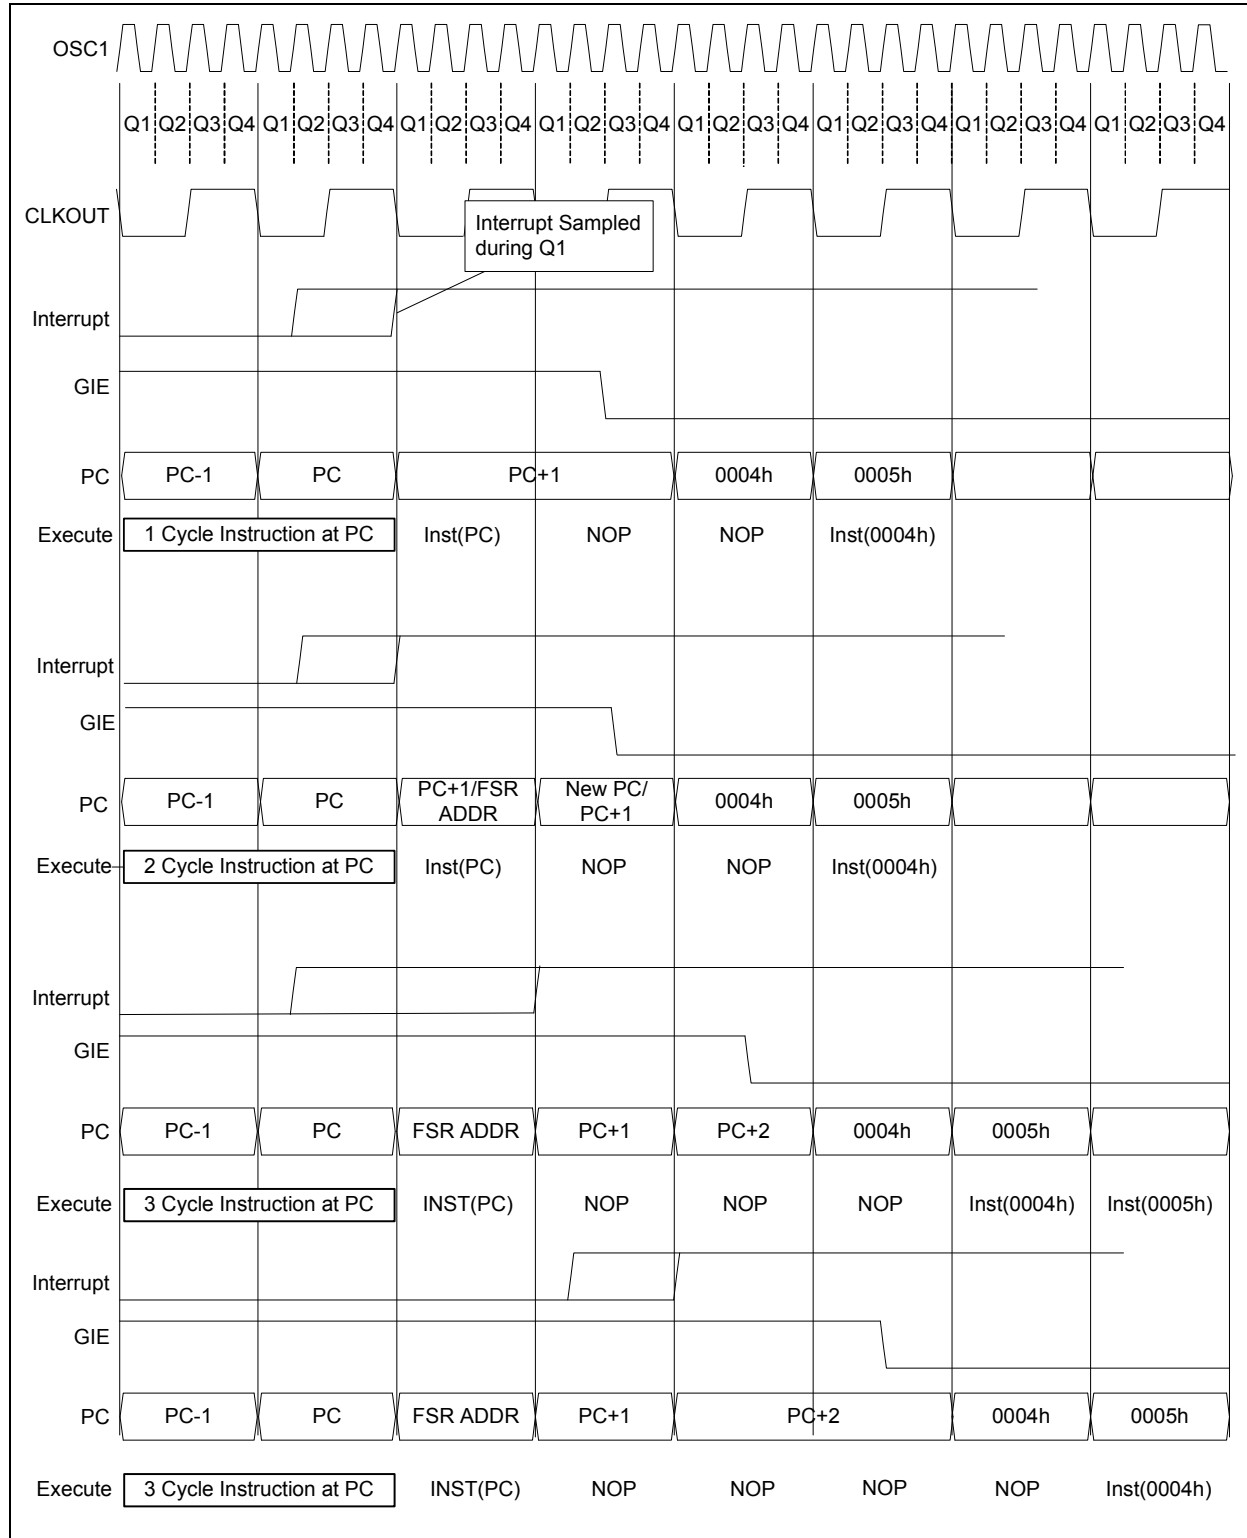 OSC1
Q1 Q2 Q3 Q4 Q1 Q2 Q3 Q4 Q1 Q2 Q3 Q4 Q1 Q2 Q3 Q4 Q1 Q2 Q3 Q4 Q1 Q2 Q3 Q4 Q1 Q2 Q3 Q4 Q1 Q2 Q3 Q4
CLKOUT
Interrupt Sampled
during Q1
Interrupt
GIE
PC PC-1 PC PC+1 0004h 0005h
Execute 1 Cycle Instruction at PC Inst(PC) NOP NOP Inst(0004h)
Interrupt
GIE
PC PC-1 PC PC+1/FSR ADDR New PC/ PC+1 0004h 0005h
Execute 2 Cycle Instruction at PC Inst(PC) NOP NOP Inst(0004h)
Interrupt
GIE
PC PC-1 PC FSR ADDR PC+1 PC+2 0004h 0005h
Execute 3 Cycle Instruction at PC INST(PC) NOP NOP NOP Inst(0004h) Inst(0005h)
Interrupt
GIE
PC PC-1 PC FSR ADDR PC+1 PC+2 0004h 0005h
Execute 3 Cycle Instruction at PC INST(PC) NOP NOP NOP NOP Inst(0004h)